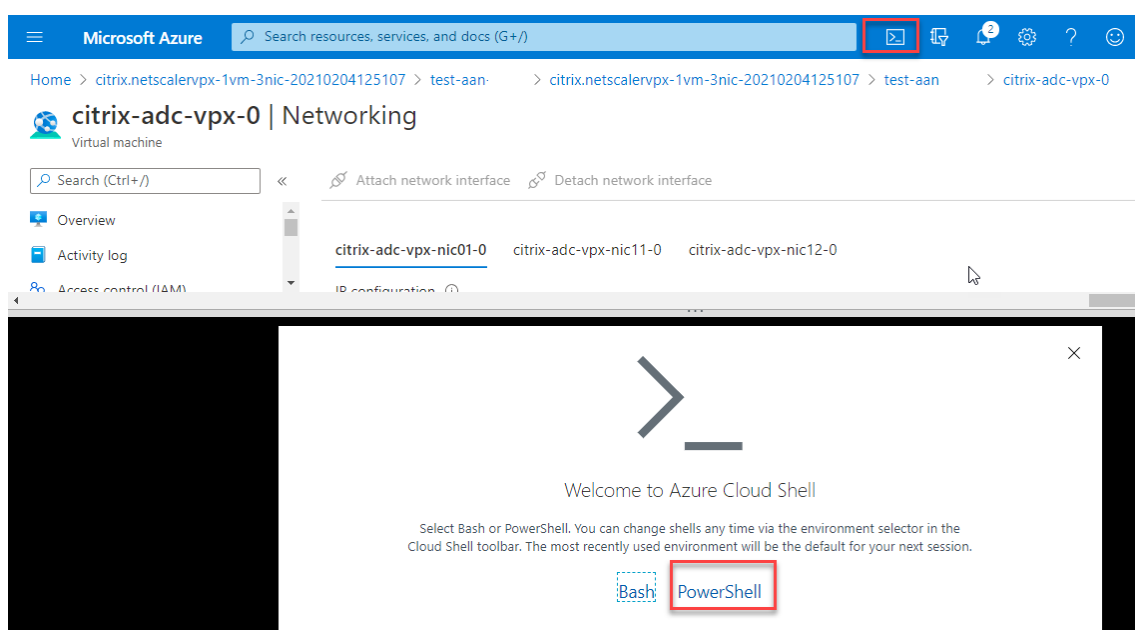 Microsoft Azure
Search resources, services, and docs (G+/)
2
Home > citrix.netscalervpx-1vm-3nic-20210204125107 > test-aan > citrix.netscalervpx-1vm-3nic-20210204125107 > test-aan > citrix-adc-vpx-0
citrix-adc-vpx-0 | Networking
Virtual machine
Search (Ctrl+/)
«
Attach network interface
Detach network interface
Overview
Activity log
Access control (IAM)
citrix-adc-vpx-nic01-0
citrix-adc-vpx-nic11-0
citrix-adc-vpx-nic12-0
IP configuration
Welcome to Azure Cloud Shell
Select Bash or PowerShell. You can change shells any time via the environment selector in the
Cloud Shell toolbar. The most recently used environment will be the default for your next session.
Bash
PowerShell